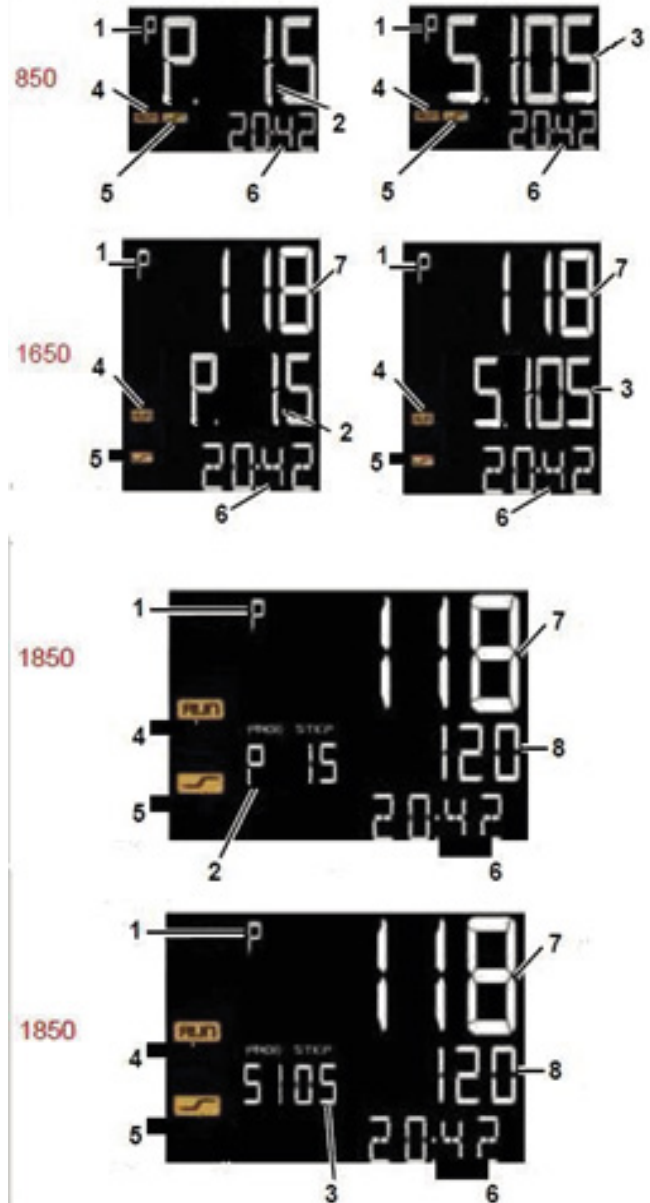 1 P P. 15 1 P S.105 3
850
4 2 4
20:42 20:42
5 6 5 6
1 P 118 7 1 P 118 7
1650
4 P. 15 4 S.105 3
2
5 20:42 5 20:42
6 6
1 P 118 7
1850
RUN
4 PROG STEP
P 15 120 8
5 20:42
2 6
1 P 118 7
1850 RUN
4 PROG STEP
S105 120 8
5 20:42
3 6